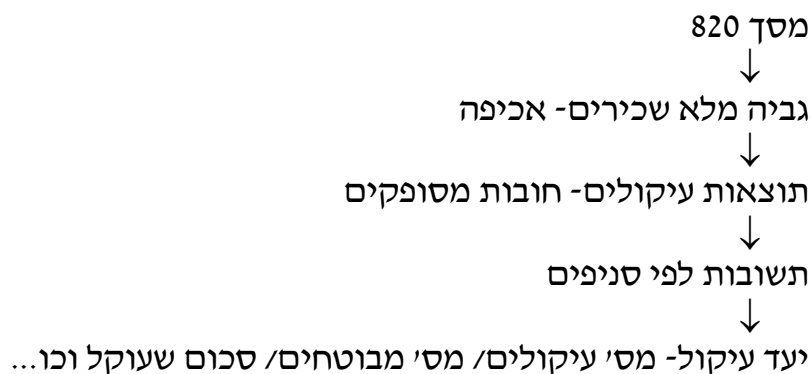 מסך 820
↓
גביה מלא שכירים- אכיפה
↓
תוצאות עיקולים- חובות מסופקים
↓
תשובות לפי סניפים
↓
יעד עיקול- מס' עיקולים/ מס' מבוטחים/ סכום שעוקל וכו...